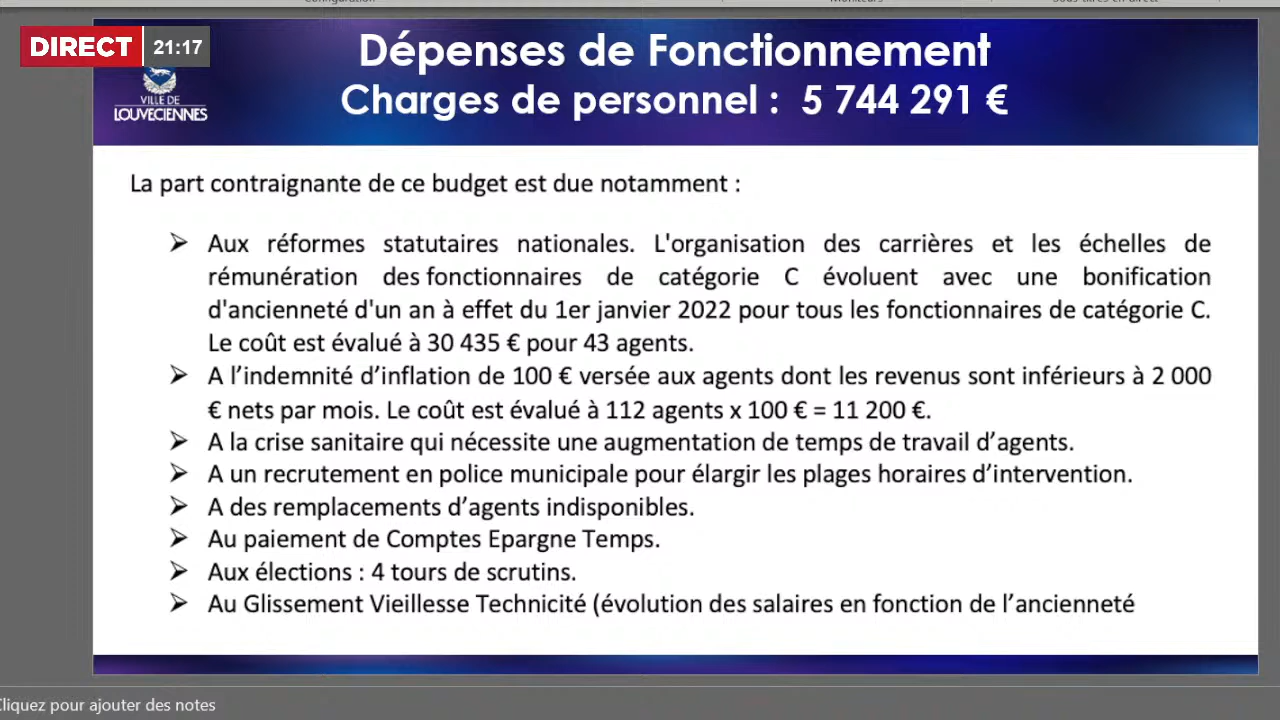 DIRECT 21:17
Dépenses de Fonctionnement
Charges de personnel : 5 744 291 €
VILLE DE
LOUVECIENNES
La part contraignante de ce budget est due notamment :
➢ Aux réformes statutaires nationales. L'organisation des carrières et les échelles de
rémunération des fonctionnaires de catégorie C évoluent avec une bonification
d'ancienneté d'un an à effet du 1er janvier 2022 pour tous les fonctionnaires de catégorie C.
Le coût est évalué à 30 435 € pour 43 agents.
➢ A l’indemnité d’inflation de 100 € versée aux agents dont les revenus sont inférieurs à 2 000
€ nets par mois. Le coût est évalué à 112 agents x 100 € = 11 200 €.
➢ A la crise sanitaire qui nécessite une augmentation de temps de travail d’agents.
➢ A un recrutement en police municipale pour élargir les plages horaires d’intervention.
➢ A des remplacements d’agents indisponibles.
➢ Au paiement de Comptes Epargne Temps.
➢ Aux élections : 4 tours de scrutins.
➢ Au Glissement Vieillesse Technicité (évolution des salaires en fonction de l’ancienneté
Cliquez pour ajouter des notes